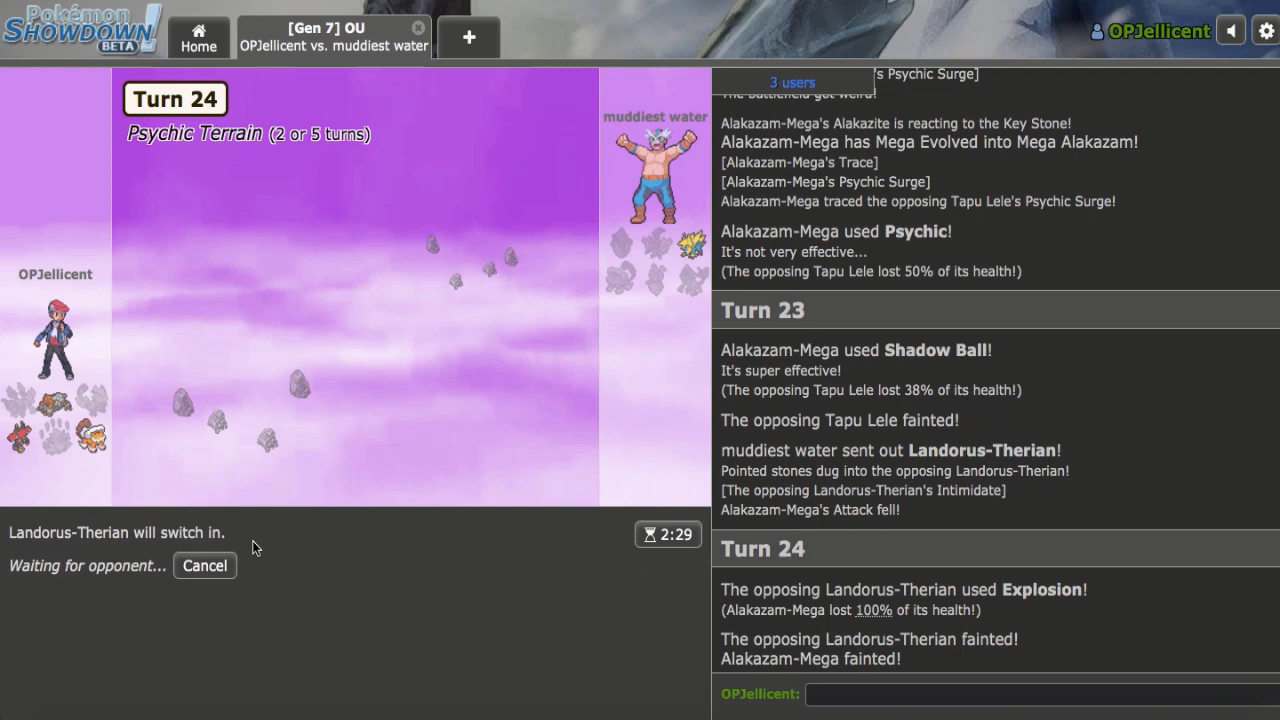 Pokémon
SHOWDOWN!
BETA
Home
[Gen 7] OU
OPJellicent vs. muddiest water
+
OPJellicent
Turn 24
Psychic Terrain (2 or 5 turns)
muddiest water
OPJellicent
Landorus-Therian will switch in.
Waiting for opponent... Cancel
2:29
3 users
's Psychic Surge]
The battlefield got weird!
Alakazam-Mega's Alakazite is reacting to the Key Stone!
Alakazam-Mega has Mega Evolved into Mega Alakazam!
[Alakazam-Mega's Trace]
[Alakazam-Mega's Psychic Surge]
Alakazam-Mega traced the opposing Tapu Lele's Psychic Surge!
Alakazam-Mega used Psychic!
It's not very effective...
(The opposing Tapu Lele lost 50% of its health!)
Turn 23
Alakazam-Mega used Shadow Ball!
It's super effective!
(The opposing Tapu Lele lost 38% of its health!)
The opposing Tapu Lele fainted!
muddiest water sent out Landorus-Therian!
Pointed stones dug into the opposing Landorus-Therian!
[The opposing Landorus-Therian's Intimidate]
Alakazam-Mega's Attack fell!
Turn 24
The opposing Landorus-Therian used Explosion!
(Alakazam-Mega lost 100% of its health!)
The opposing Landorus-Therian fainted!
Alakazam-Mega fainted!
OPJellicent: